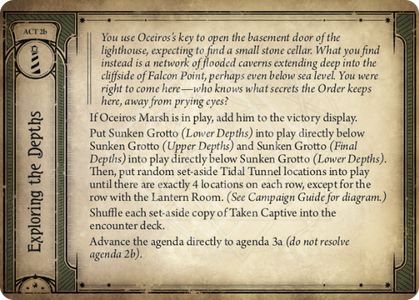 ACT 2b
Exploring the Depths
You use Oceiros's key to open the basement door of the
lighthouse, expecting to find a small stone cellar. What you find
instead is a network of flooded caverns extending deep into the
cliffside of Falcon Point, perhaps even below sea level. You were
right to come here—who knows what secrets the Order keeps
here, away from prying eyes?
If Oceiros Marsh is in play, add him to the victory display.
Put Sunken Grotto (Lower Depths) into play directly below
Sunken Grotto (Upper Depths) and Sunken Grotto (Final
Depths) into play directly below Sunken Grotto (Lower Depths).
Then, put random set-aside Tidal Tunnel locations into play
until there are exactly 4 locations on each row, except for the
row with the Lantern Room. (See Campaign Guide for diagram.)
Shuffle each set-aside copy of Taken Captive into the
encounter deck.
Advance the agenda directly to agenda 3a (do not resolve
agenda 2b).